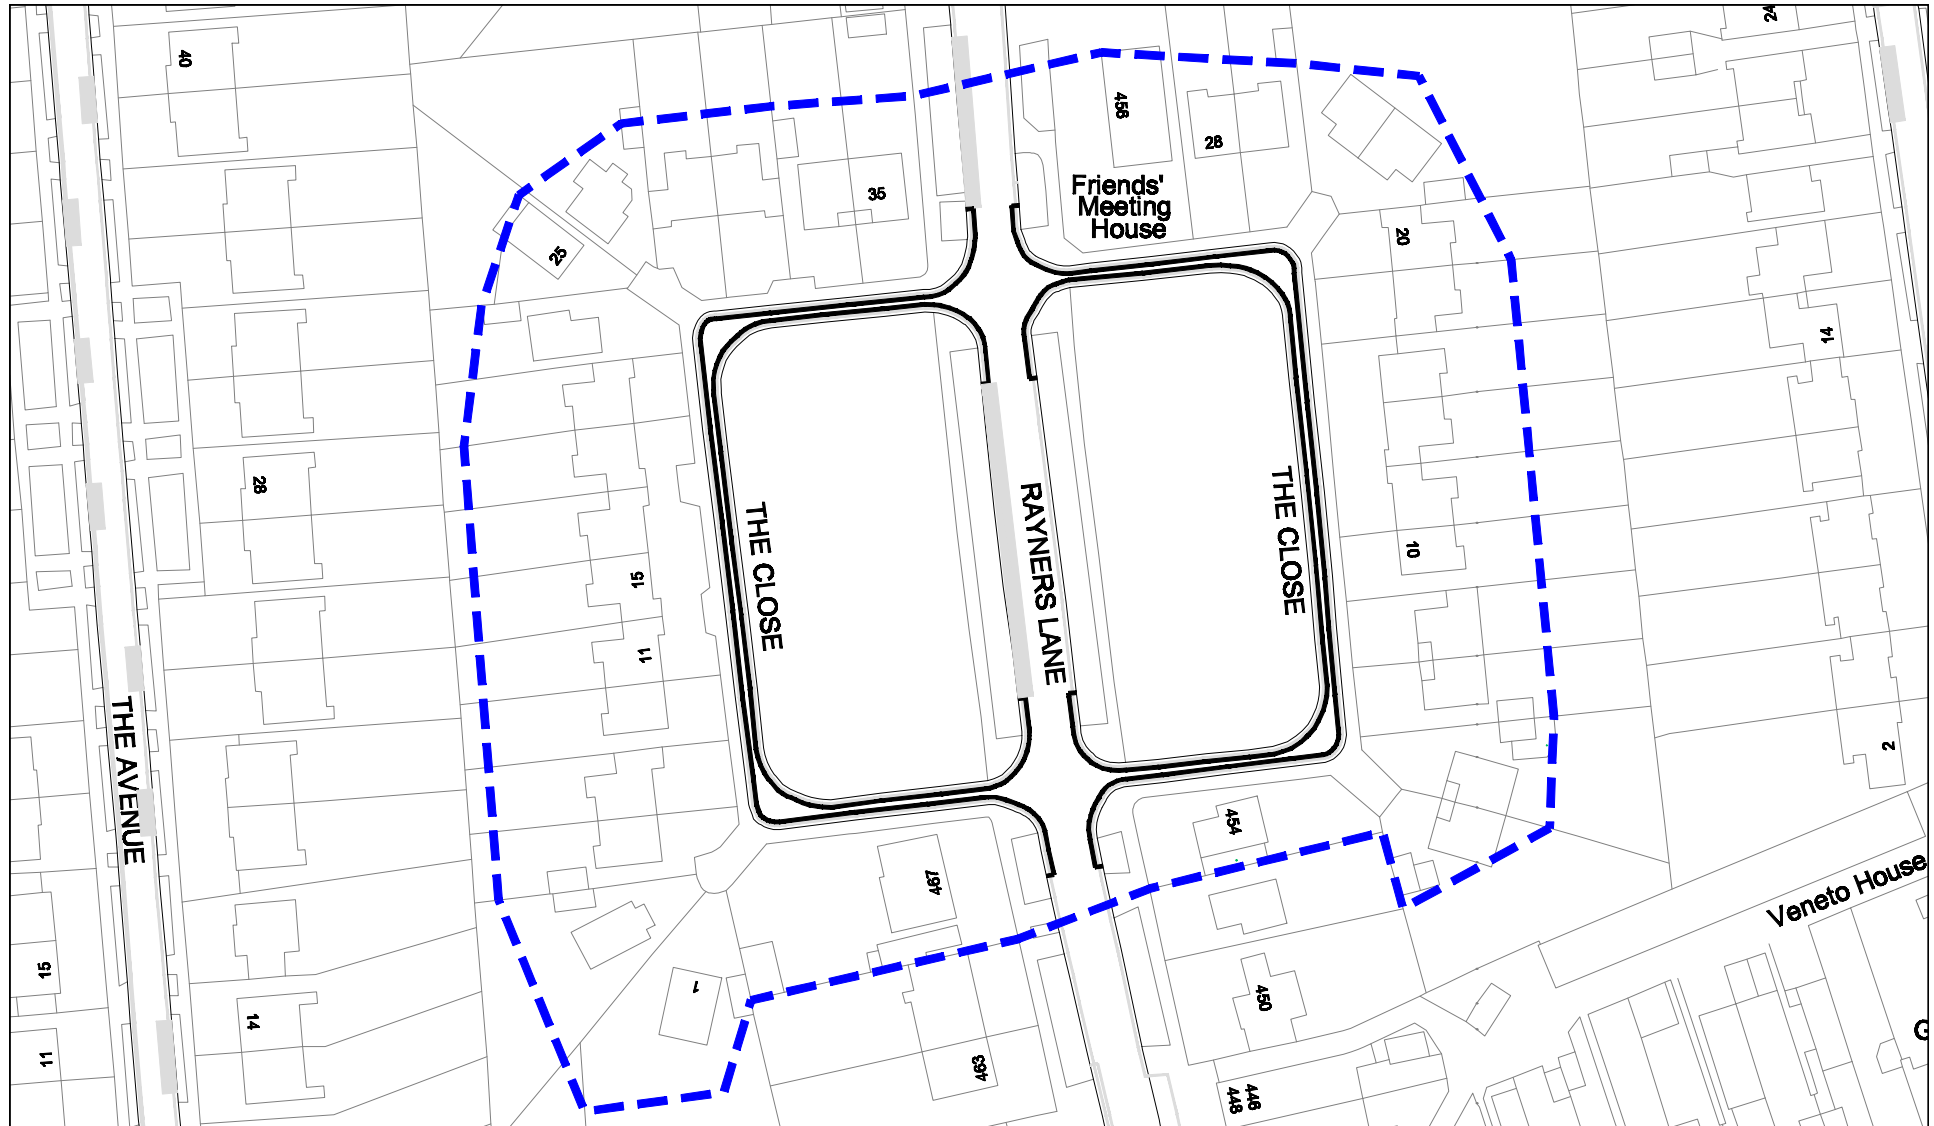 40
24
456
28
35
Friends'
Meeting
House
20
25
14
28
THE CLOSE
RAYNERS LANE
THE CLOSE
10
15
11
THE AVENUE
2
454
467
Veneto House
15
1
450
14
11
463
446
448
G